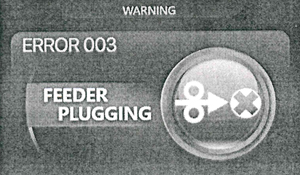 WARNING
ERROR 003
FEEDER
PLUGGING